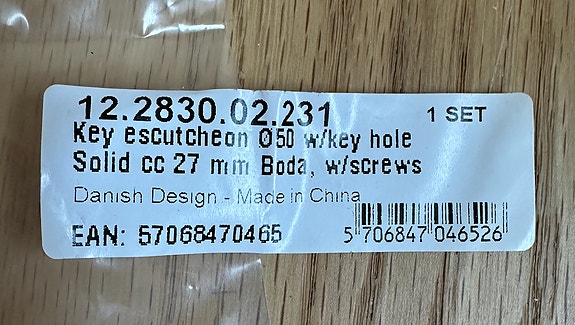 12.2830.02.231
1 SET
Key escutcheon Ø50 w/key hole
Solid cc 27 mm Boda, w/screws
Danish Design - Made in China
EAN: 57068470465
5 706847 046526